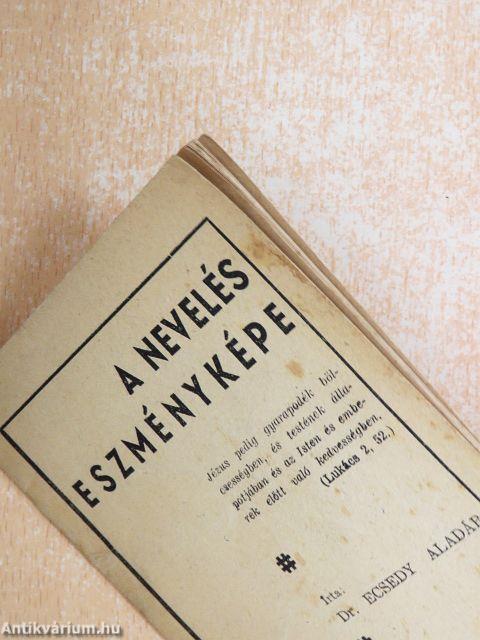 A NEVELÉS
ESZMÉNYKÉPE
Jézus pedig gyarapodék böl-
csességben, és testének álla-
potjában és az Isten és embe-
rek előtt való kedvességben.
(Lukács 2, 52.)
#
Írta:
Dr. ECSEDY ALADÁR
Antikvárium.hu